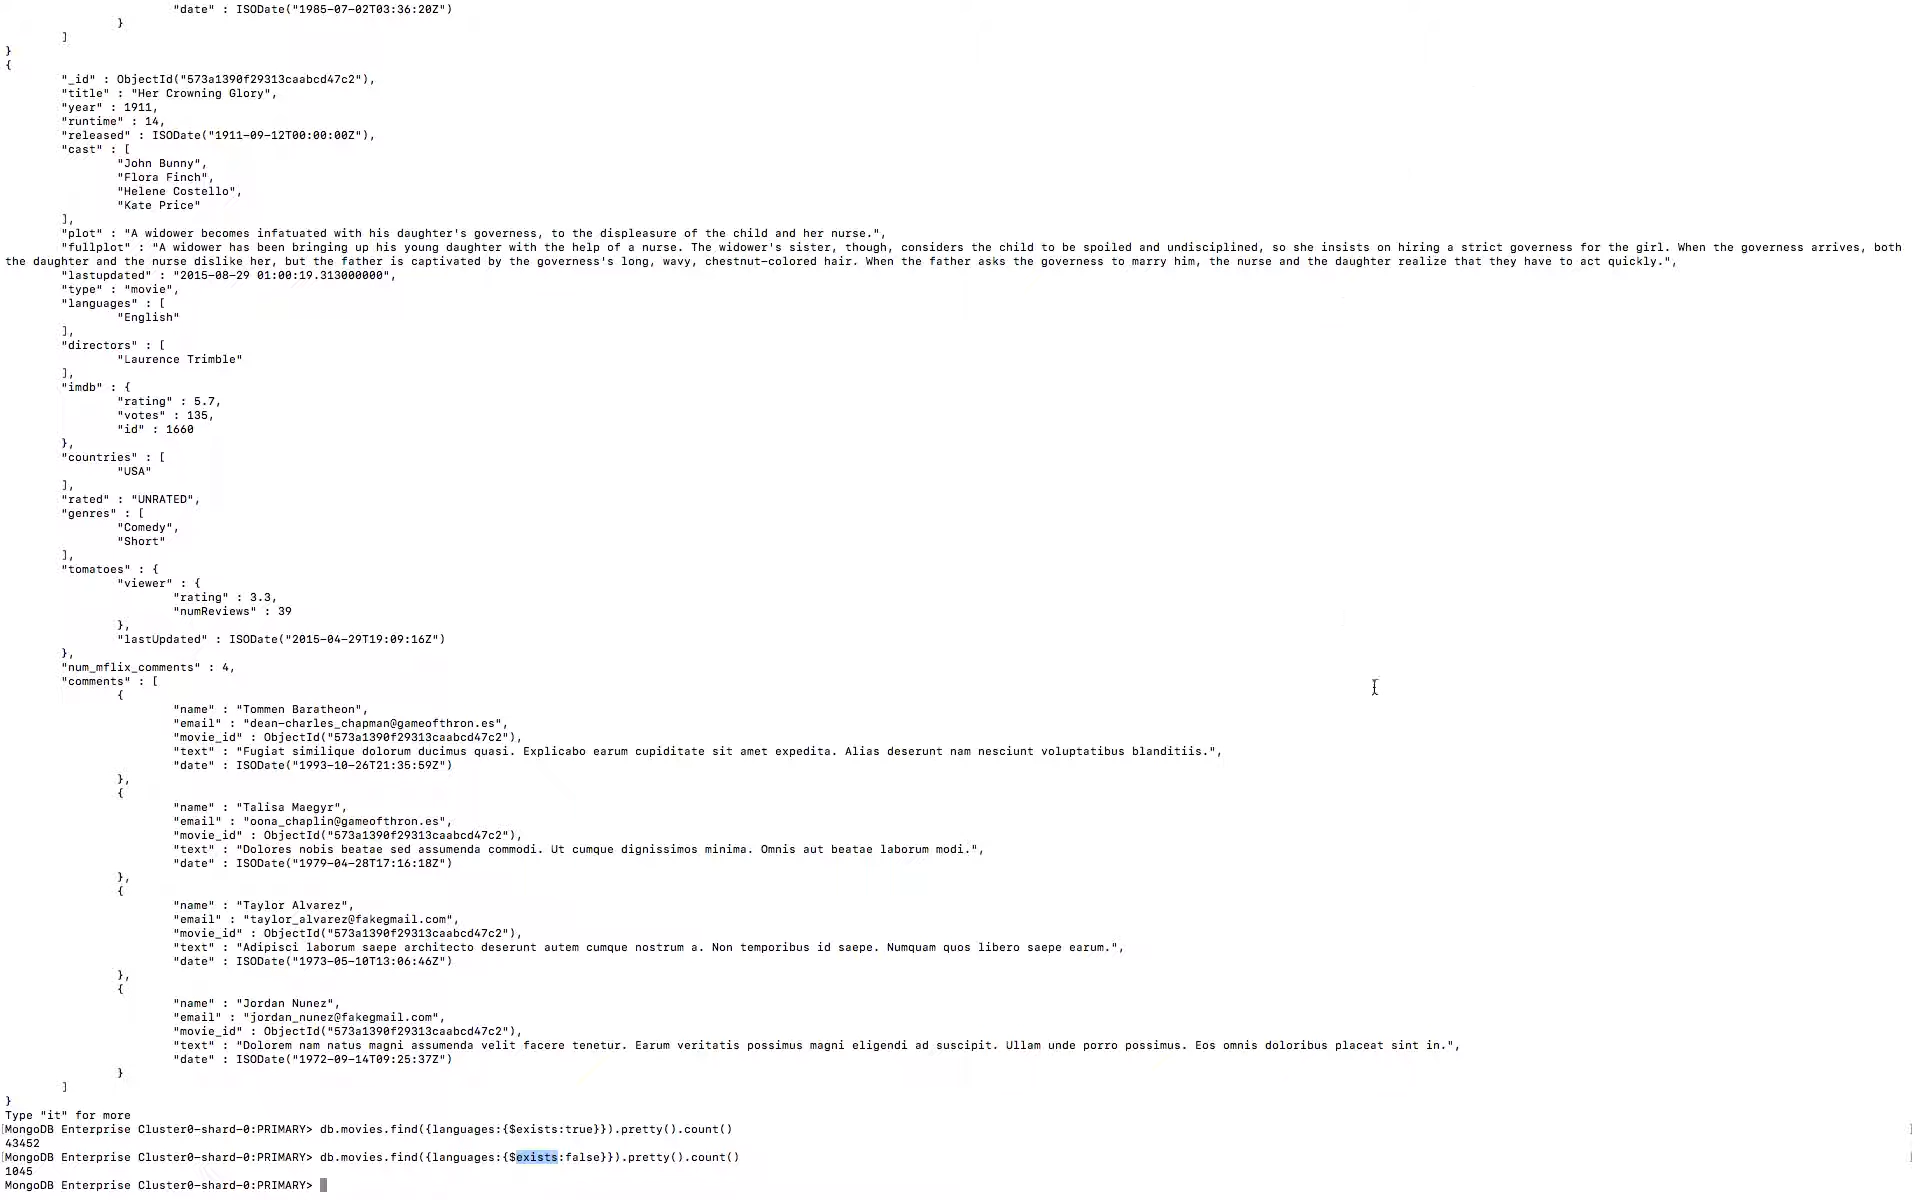 "date" : ISODate("1985-07-02T03:36:20Z")
}
]
}
{
"_id" : ObjectId("573a1390f29313caabcd47c2"),
"title" : "Her Crowning Glory",
"year" : 1911,
"runtime" : 14,
"released" : ISODate("1911-09-12T00:00:00Z"),
"cast" : [
"John Bunny",
"Flora Finch",
"Helene Costello",
"Kate Price"
],
"plot" : "A widower becomes infatuated with his daughter's governess, to the displeasure of the child and her nurse.",
"fullplot" : "A widower has been bringing up his young daughter with the help of a nurse. The widower's sister, though, considers the child to be spoiled and undisciplined, so she insists on hiring a strict governess for the girl. When the governess arrives, both
the daughter and the nurse dislike her, but the father is captivated by the governess's long, wavy, chestnut-colored hair. When the father asks the governess to marry him, the nurse and the daughter realize that they have to act quickly.",
"lastupdated" : "2015-08-29 01:00:19.313000000",
"type" : "movie",
"languages" : [
"English"
],
"directors" : [
"Laurence Trimble"
],
"imdb" : {
"rating" : 5.7,
"votes" : 135,
"id" : 1660
},
"countries" : [
"USA"
],
"rated" : "UNRATED",
"genres" : [
"Comedy",
"Short"
],
"tomatoes" : {
"viewer" : {
"rating" : 3.3,
"numReviews" : 39
},
"lastUpdated" : ISODate("2015-04-29T19:09:16Z")
},
"num_mflix_comments" : 4,
"comments" : [
{
"name" : "Tommen Baratheon",
"email" : "dean-charles_chapman@gameofthron.es",
"movie_id" : ObjectId("573a1390f29313caabcd47c2"),
"text" : "Fugiat similique dolorum ducimus quasi. Explicabo earum cupiditate sit amet expedita. Alias deserunt nam nesciunt voluptatibus blanditiis.",
"date" : ISODate("1993-10-26T21:35:59Z")
},
{
"name" : "Talisa Maegyr",
"email" : "oona_chaplin@gameofthron.es",
"movie_id" : ObjectId("573a1390f29313caabcd47c2"),
"text" : "Dolores nobis beatae sed assumenda commodi. Ut cumque dignissimos minima. Omnis aut beatae laborum modi.",
"date" : ISODate("1979-04-28T17:16:18Z")
},
{
"name" : "Taylor Alvarez",
"email" : "taylor_alvarez@fakegmail.com",
"movie_id" : ObjectId("573a1390f29313caabcd47c2"),
"text" : "Adipisci laborum saepe architecto deserunt autem cumque nostrum a. Non temporibus id saepe. Numquam quos libero saepe earum.",
"date" : ISODate("1973-05-10T13:06:46Z")
},
{
"name" : "Jordan Nunez",
"email" : "jordan_nunez@fakegmail.com",
"movie_id" : ObjectId("573a1390f29313caabcd47c2"),
"text" : "Dolorem nam natus magni assumenda velit facere tenetur. Earum veritatis possimus magni eligendi ad suscipit. Ullam unde porro possimus. Eos omnis doloribus placeat sint in.",
"date" : ISODate("1972-09-14T09:25:37Z")
}
]
}
Type "it" for more
[MongoDB Enterprise Cluster0-shard-0:PRIMARY> db.movies.find({languages:{$exists:true}}).pretty().count() ]
43452
[MongoDB Enterprise Cluster0-shard-0:PRIMARY> db.movies.find({languages:{$exists:false}}).pretty().count() ]
1045
MongoDB Enterprise Cluster0-shard-0:PRIMARY>